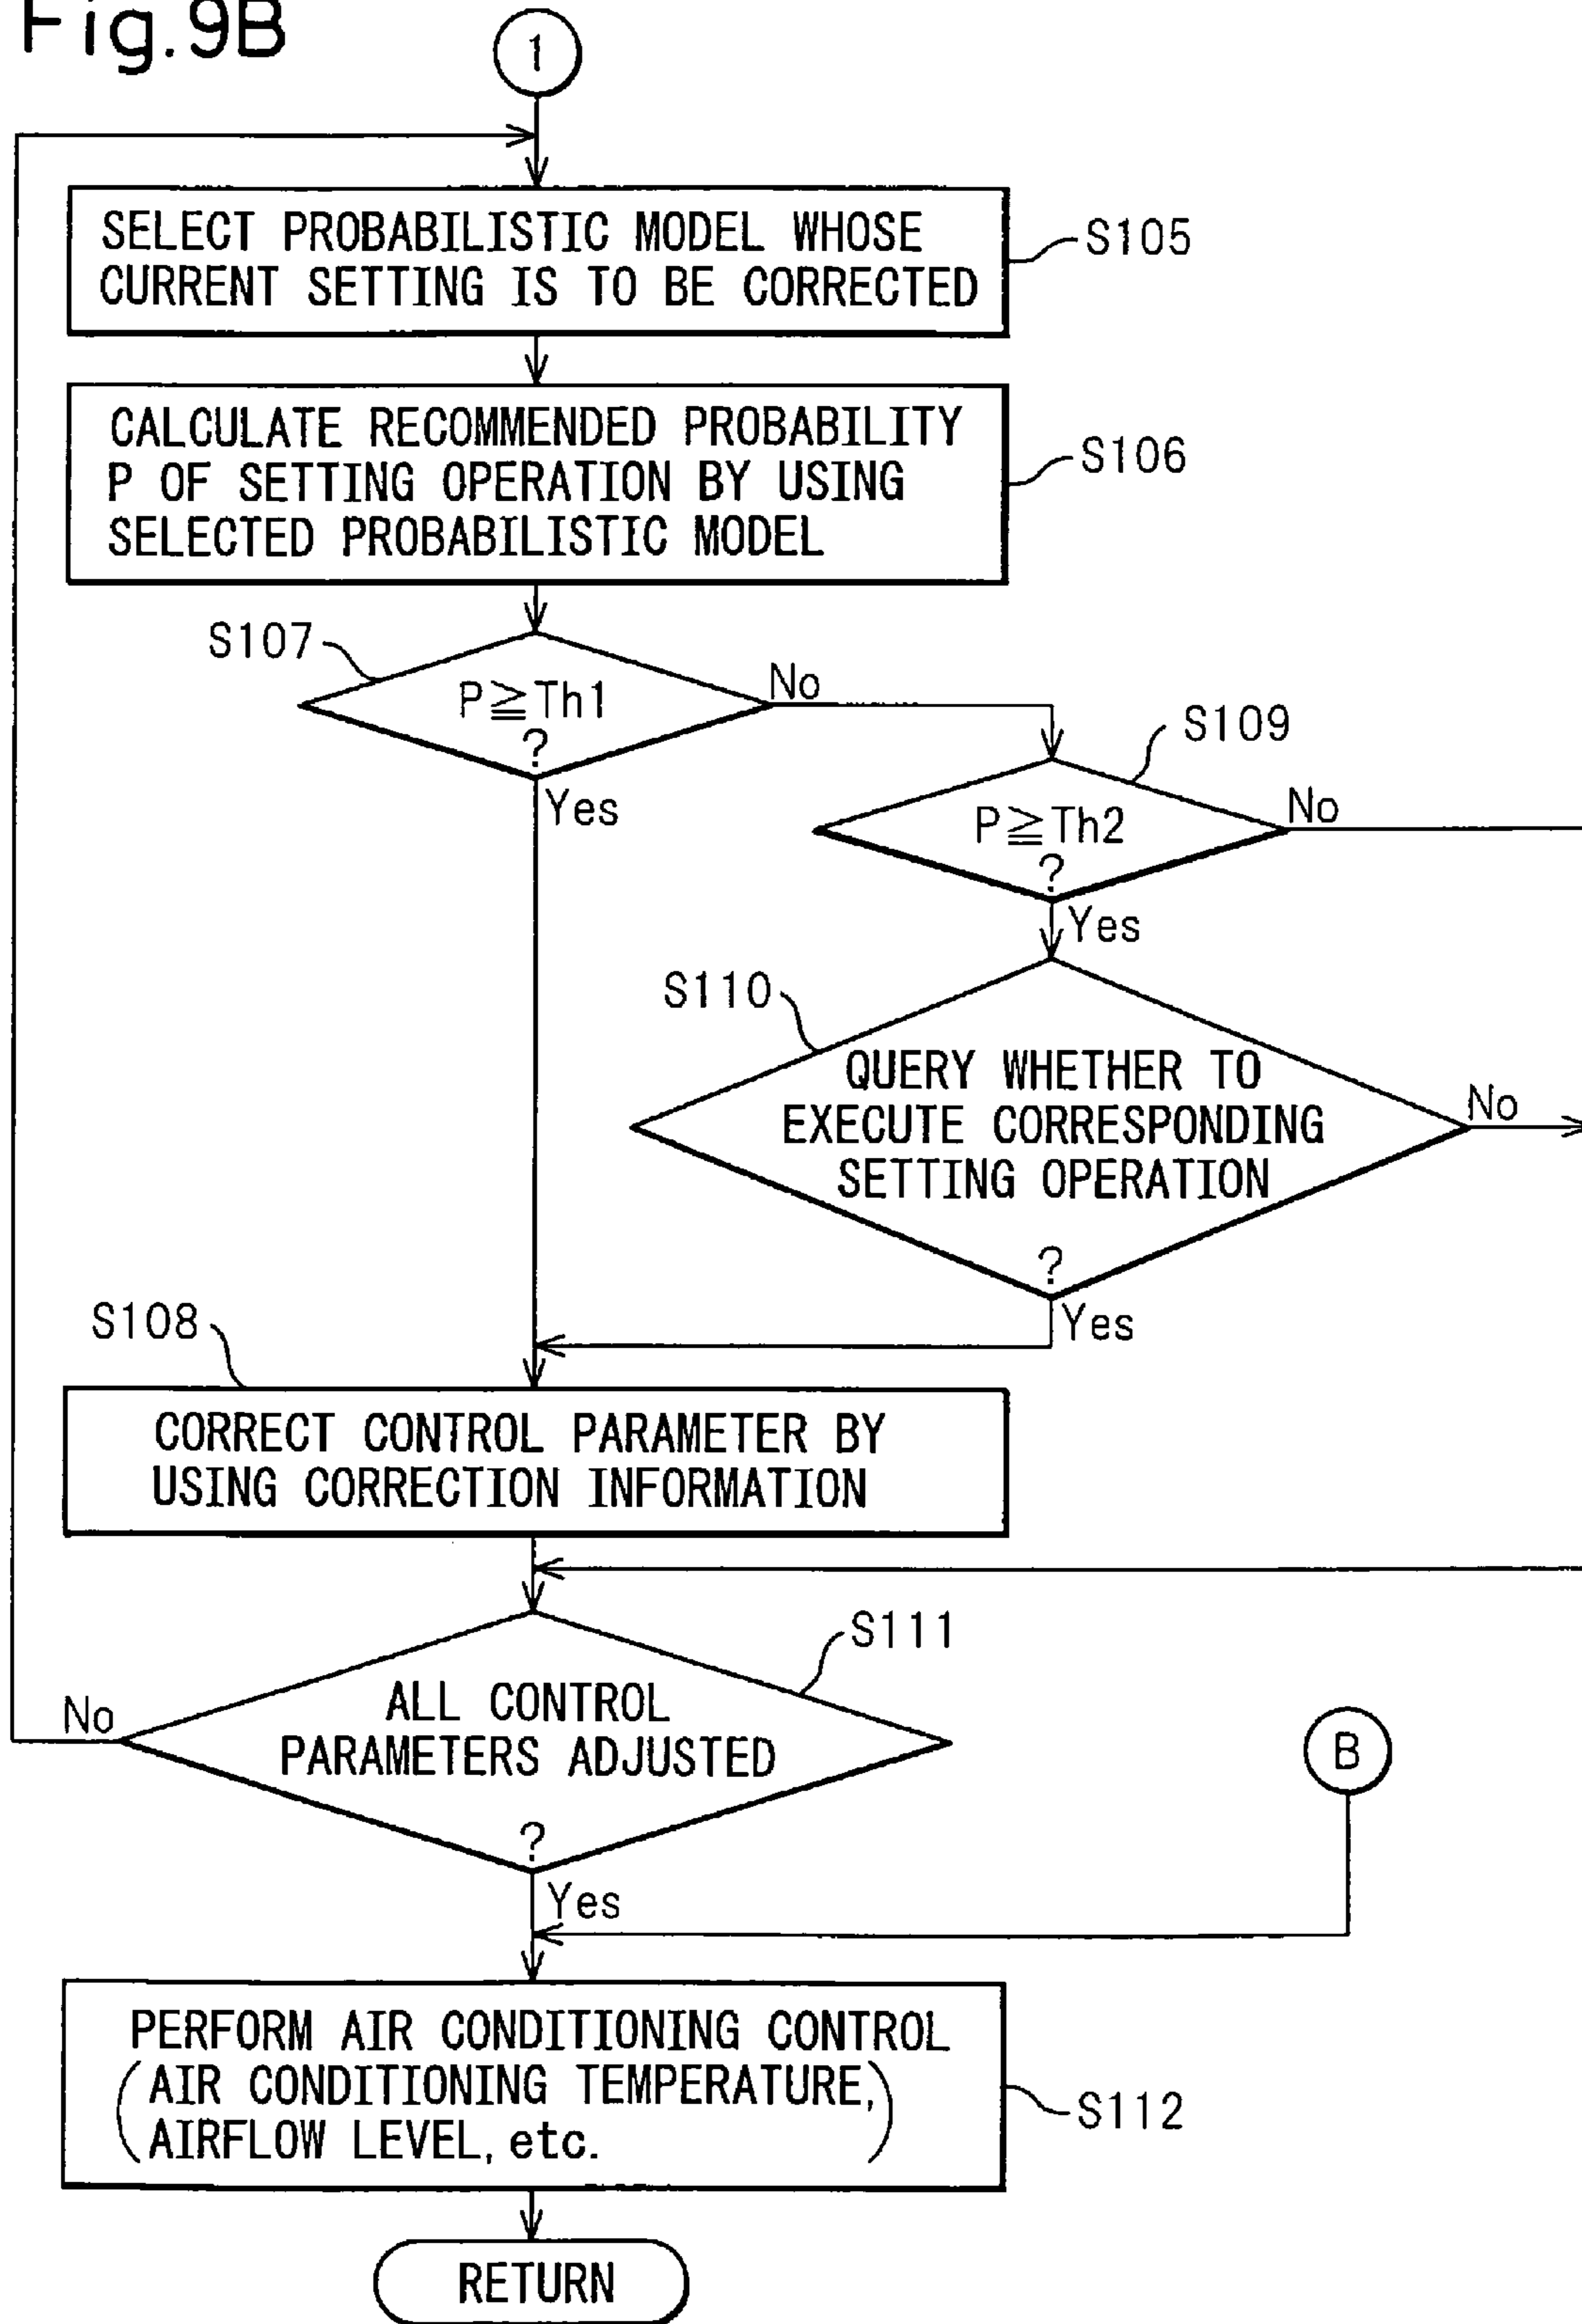 Fig.9B
1
SELECT PROBABILISTIC MODEL WHOSE
CURRENT SETTING IS TO BE CORRECTED
S105
CALCULATE RECOMMENDED PROBABILITY
P OF SETTING OPERATION BY USING
SELECTED PROBABILISTIC MODEL
S106
S107
P≧Th1
?
No
Yes
S109
P≧Th2
?
No
Yes
S110
QUERY WHETHER TO
EXECUTE CORRESPONDING
SETTING OPERATION
?
No
Yes
S108
CORRECT CONTROL PARAMETER BY
USING CORRECTION INFORMATION
S111
ALL CONTROL
PARAMETERS ADJUSTED
?
No
Yes
B
PERFORM AIR CONDITIONING CONTROL
(AIR CONDITIONING TEMPERATURE,
AIRFLOW LEVEL, etc.)
S112
RETURN